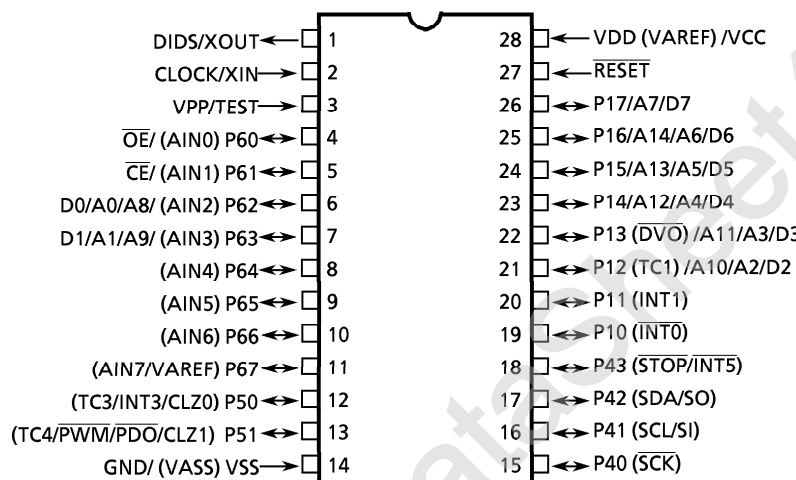 DIDS/XOUT 1 28 VDD (VAREF) /VCC
CLOCK/XIN 2 27 RESET
VPP/TEST 3 26 P17/A7/D7
OE/ (AIN0) P60 4 25 P16/A14/A6/D6
CE/ (AIN1) P61 5 24 P15/A13/A5/D5
D0/A0/A8/ (AIN2) P62 6 23 P14/A12/A4/D4
D1/A1/A9/ (AIN3) P63 7 22 P13 (DVO) /A11/A3/D3
(AIN4) P64 8 21 P12 (TC1) /A10/A2/D2
(AIN5) P65 9 20 P11 (INT1)
(AIN6) P66 10 19 P10 (INT0)
(AIN7/VAREF) P67 11 18 P43 (STOP/INT5)
(TC3/INT3/CLZ0) P50 12 17 P42 (SDA/SO)
(TC4/PWM/PDO/CLZ1) P51 13 16 P41 (SCL/SI)
GND/ (VASS) VSS 14 15 P40 (SCK)